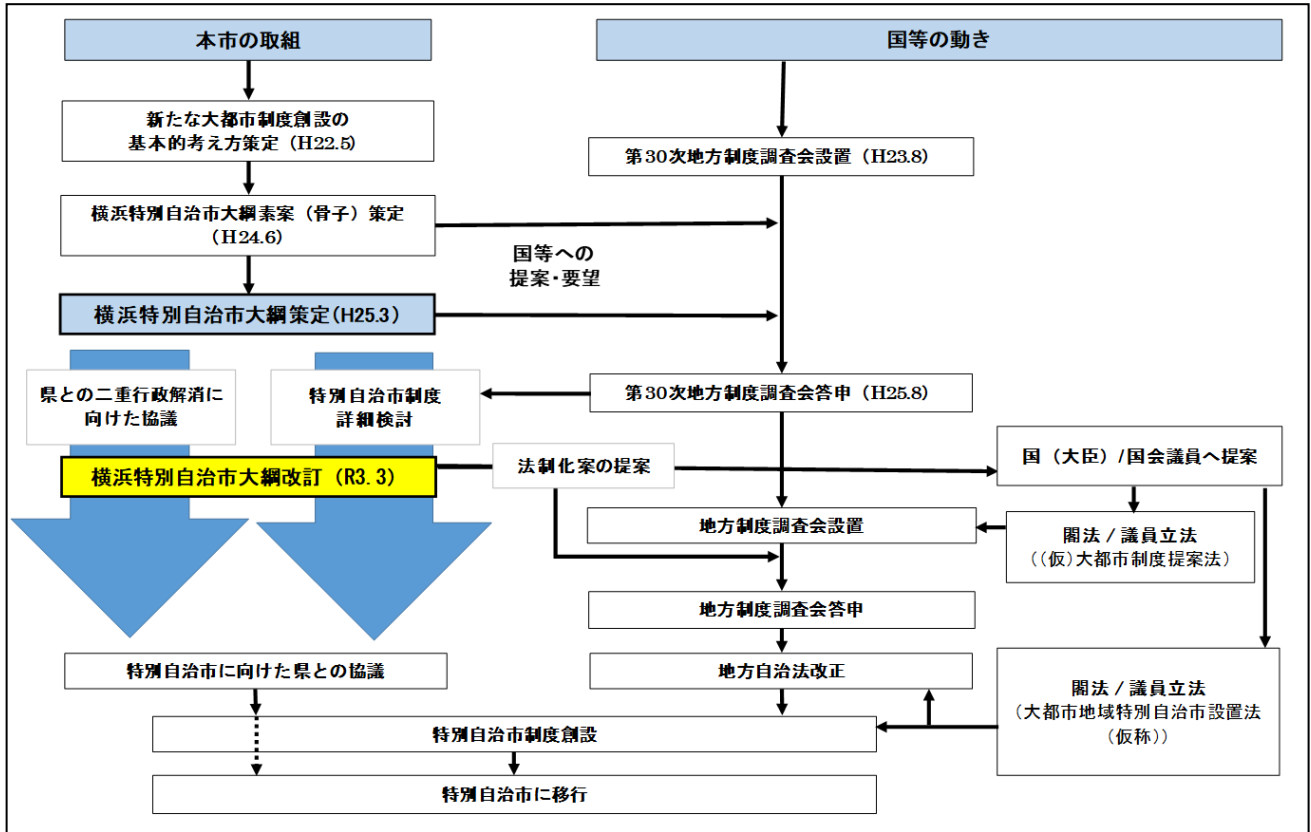 本市の取組
国等の動き
新たな大都市制度創設の
基本的考え方策定（H22.5）
第30次地方制度調査会設置（H23.8）
横浜特別自治市大綱素案（骨子）策定
（H24.6）
国等への
提案・要望
横浜特別自治市大綱策定(H25.3）
県との二重行政解消に
向けた協議
特別自治市制度
詳細検討
第30次地方制度調査会答申（H25.8）
横浜特別自治市大綱改訂（R3.3）
法制化案の提案
国（大臣）/国会議員へ提案
地方制度調査会設置
閣法 / 議員立法
（(仮)大都市制度提案法）
地方制度調査会答申
特別自治市に向けた県との協議
地方自治法改正
閣法 / 議員立法
（大都市地域特別自治市設置法
（仮称））
特別自治市制度創設
特別自治市に移行